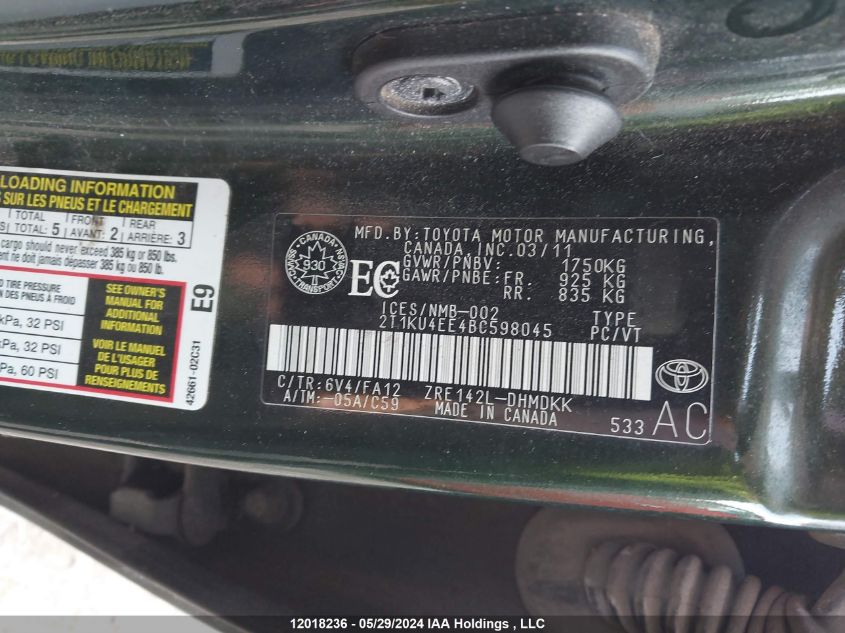 LOADING INFORMATION
SUR LES PNEUS ET LE CHARGEMENT
TOTAL FRONT REAR
TOTAL: 5 AVANT: 2 ARRIÈRE: 3
cargo should never exceed 385 kg or 850 lbs.
ne doit jamais dépasser 385 kg ou 850 lb.
TIRE PRESSURE
DES PNEUS À FROID
kPa, 32 PSI
kPa, 32 PSI
Pa, 60 PSI
SEE OWNER'S
MANUAL FOR
ADDITIONAL
INFORMATION
VOIR LE MANUEL
DE L'USAGER
POUR PLUS DE
RENSEIGNEMENTS
E9
42661-02C31
CANADA
930
TRANSPORT
EC
MFD.BY:TOYOTA MOTOR MANUFACTURING,
CANADA, INC.03/11
GVWR/PNBV: 1750KG
GAWR/PNBE:FR 925 KG
RR. 835 KG
ICES/NMB-002 TYPE
2T1KU4EE4BC598045 PC/VT
C/TR:6V4/FA12 ZRE142L-DHMDKK
A/TM:-05A/C59 MADE IN CANADA
533 AC
12018236 - 05/29/2024 IAA Holdings , LLC